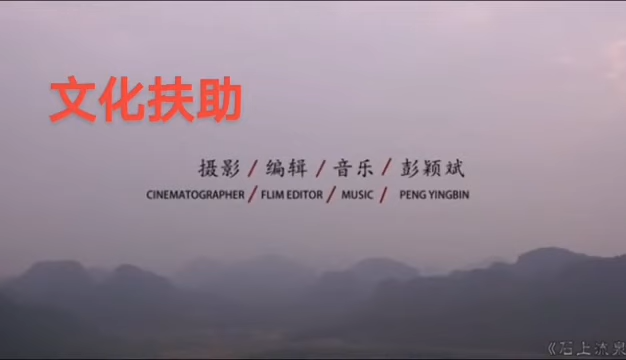 文化扶助
摄影 / 编辑 / 音乐 / 彭颖斌
CINEMATOGRAPHER / FLIM EDITOR / MUSIC / PENG YINGBIN
《石上流泉